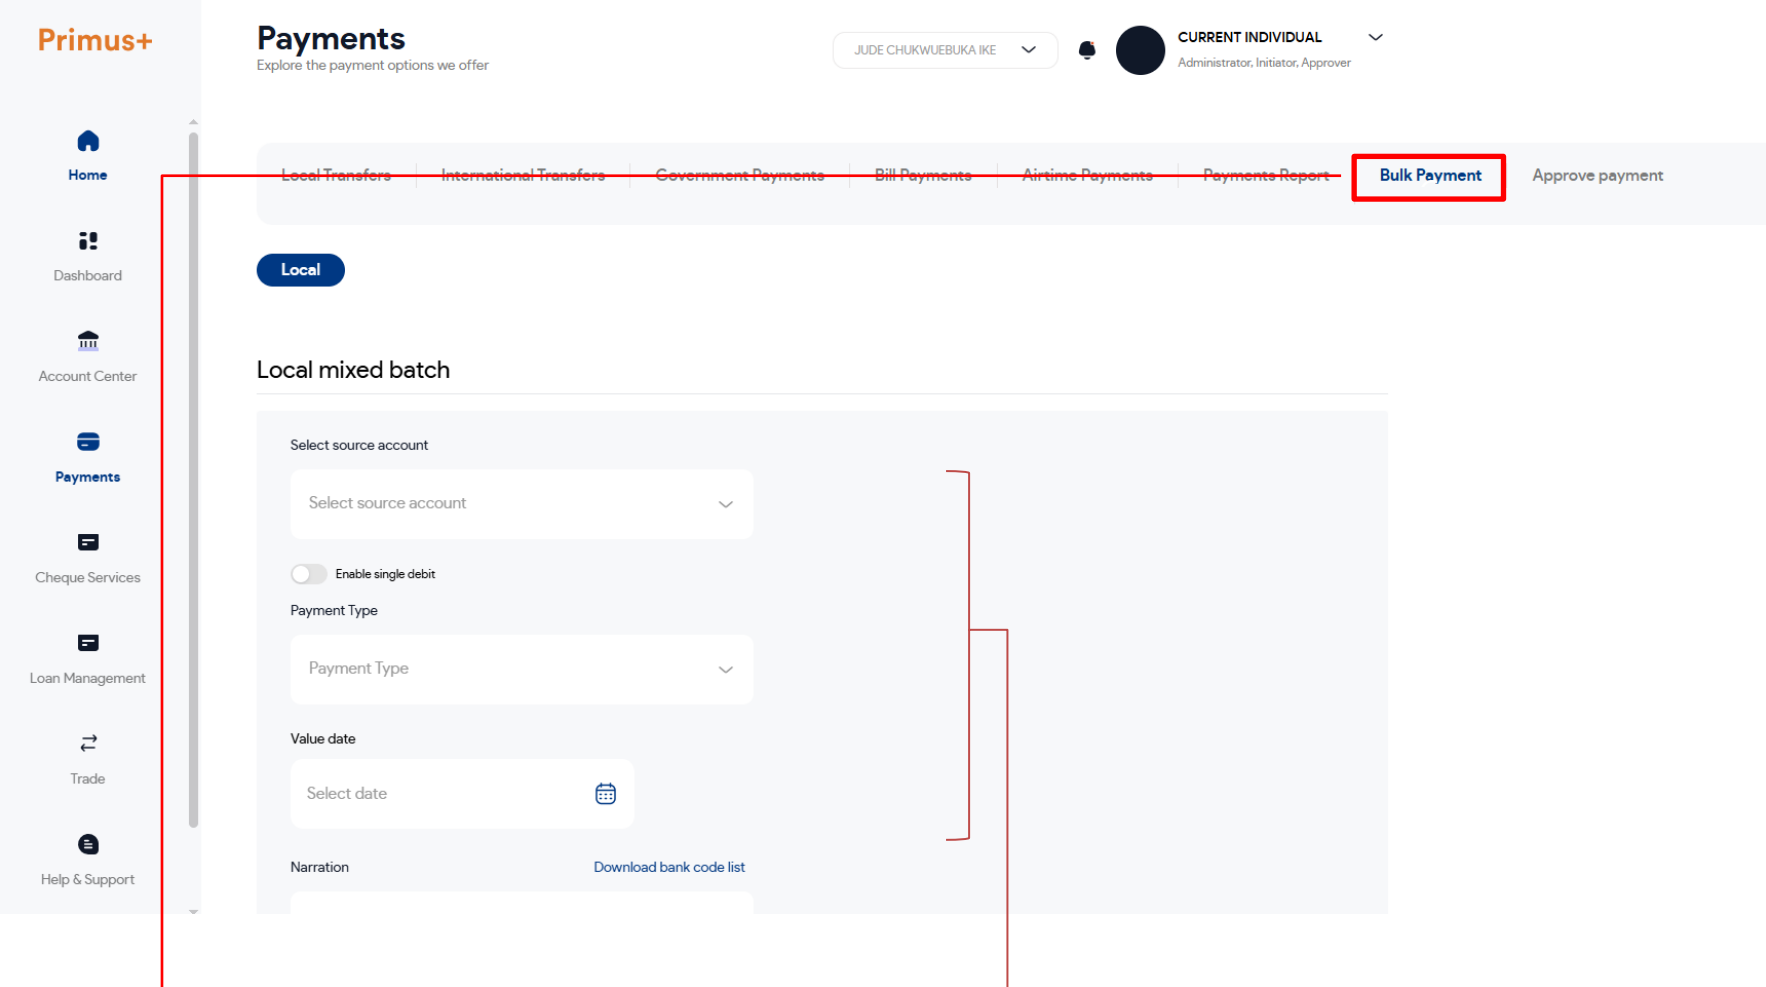 Primus+
Payments
Explore the payment options we offer
JUDE CHUKWUEBUKA IKE
CURRENT INDIVIDUAL
Administrator, Initiator, Approver
Home
Dashboard
Account Center
Payments
Cheque Services
Loan Management
Trade
Help & Support
Local Transfers
International Transfers
Government Payments
Bill Payments
Airtime Payments
Payments Report
Bulk Payment
Approve payment
Local
Local mixed batch
Select source account
Select source account
Enable single debit
Payment Type
Payment Type
Value date
Select date
Narration
Download bank code list